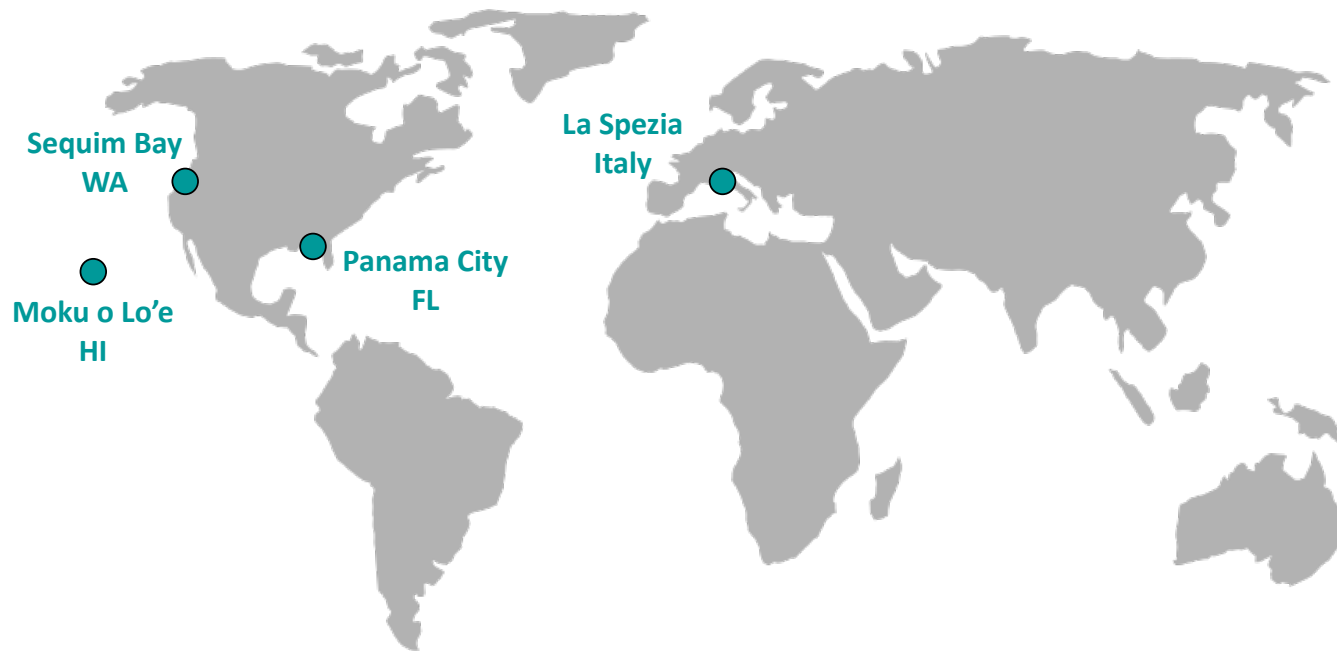 Sequim Bay
WA
La Spezia
Italy
Panama City
FL
Moku o Lo’e
HI